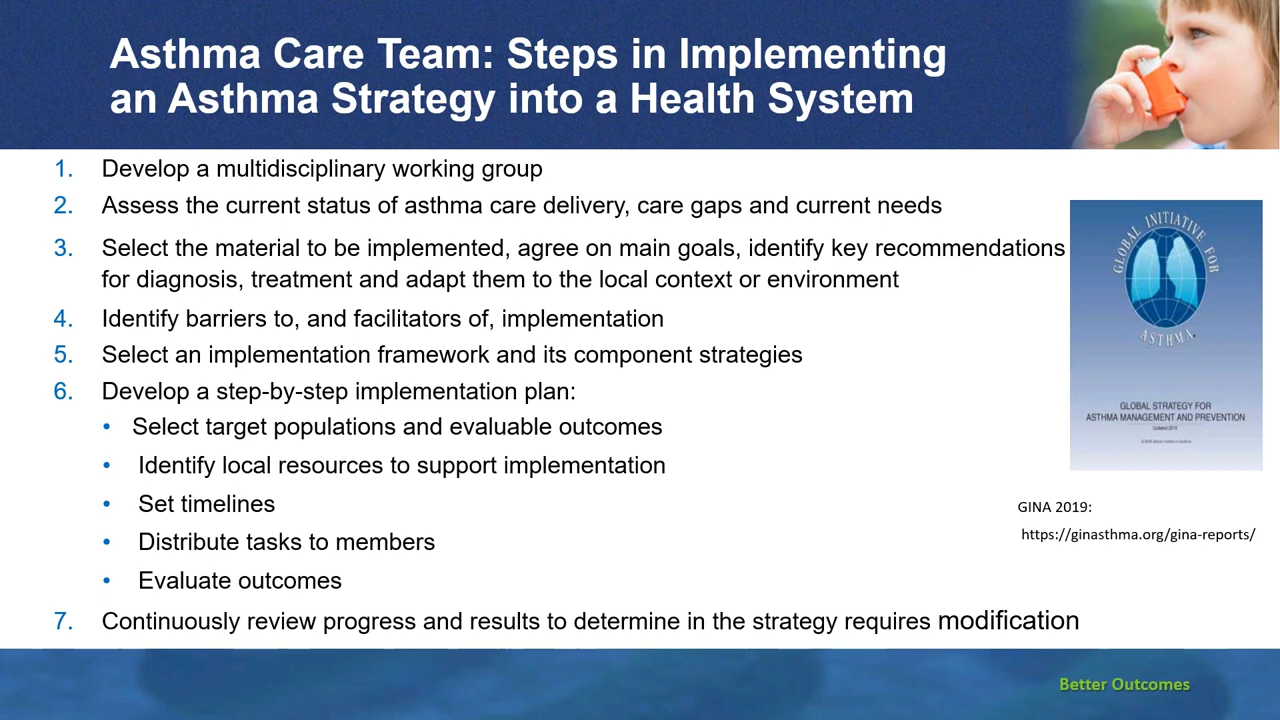 Asthma Care Team: Steps in Implementing
an Asthma Strategy into a Health System
1. Develop a multidisciplinary working group
2. Assess the current status of asthma care delivery, care gaps and current needs
3. Select the material to be implemented, agree on main goals, identify key recommendations
for diagnosis, treatment and adapt them to the local context or environment
4. Identify barriers to, and facilitators of, implementation
5. Select an implementation framework and its component strategies
6. Develop a step-by-step implementation plan:
• Select target populations and evaluable outcomes
• Identify local resources to support implementation
• Set timelines
• Distribute tasks to members
• Evaluate outcomes
7. Continuously review progress and results to determine in the strategy requires modification
GLOBAL INITIATIVE FOR
ASTHMA
GLOBAL STRATEGY FOR
ASTHMA MANAGEMENT AND PREVENTION
Updated 2019
GINA 2019:
https://ginasthma.org/gina-reports/
Better Outcomes